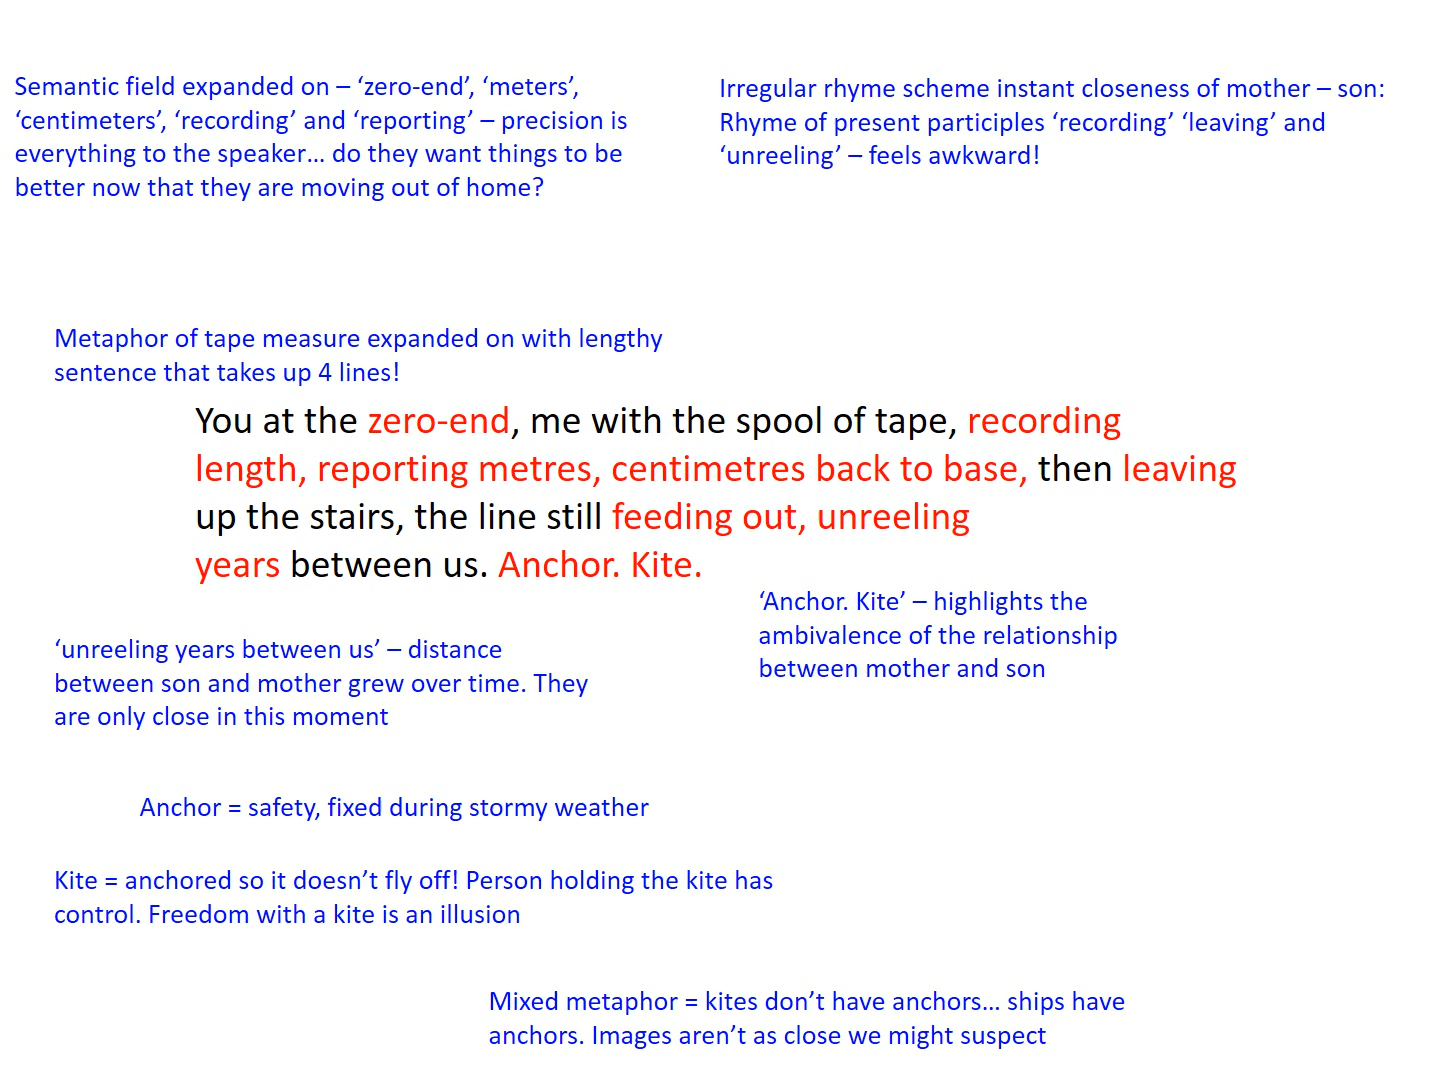 Semantic field expanded on – ‘zero-end’, ‘meters’,
‘centimeters’, ‘recording’ and ‘reporting’ – precision is
everything to the speaker… do they want things to be
better now that they are moving out of home?
Irregular rhyme scheme instant closeness of mother – son:
Rhyme of present participles ‘recording’ ‘leaving’ and
‘unreeling’ – feels awkward!
Metaphor of tape measure expanded on with lengthy
sentence that takes up 4 lines!
You at the zero-end, me with the spool of tape, recording
length, reporting metres, centimetres back to base, then leaving
up the stairs, the line still feeding out, unreeling
years between us. Anchor. Kite.
‘Anchor. Kite’ – highlights the
ambivalence of the relationship
between mother and son
‘unreeling years between us’ – distance
between son and mother grew over time. They
are only close in this moment
Anchor = safety, fixed during stormy weather
Kite = anchored so it doesn’t fly off! Person holding the kite has
control. Freedom with a kite is an illusion
Mixed metaphor = kites don’t have anchors… ships have
anchors. Images aren’t as close we might suspect